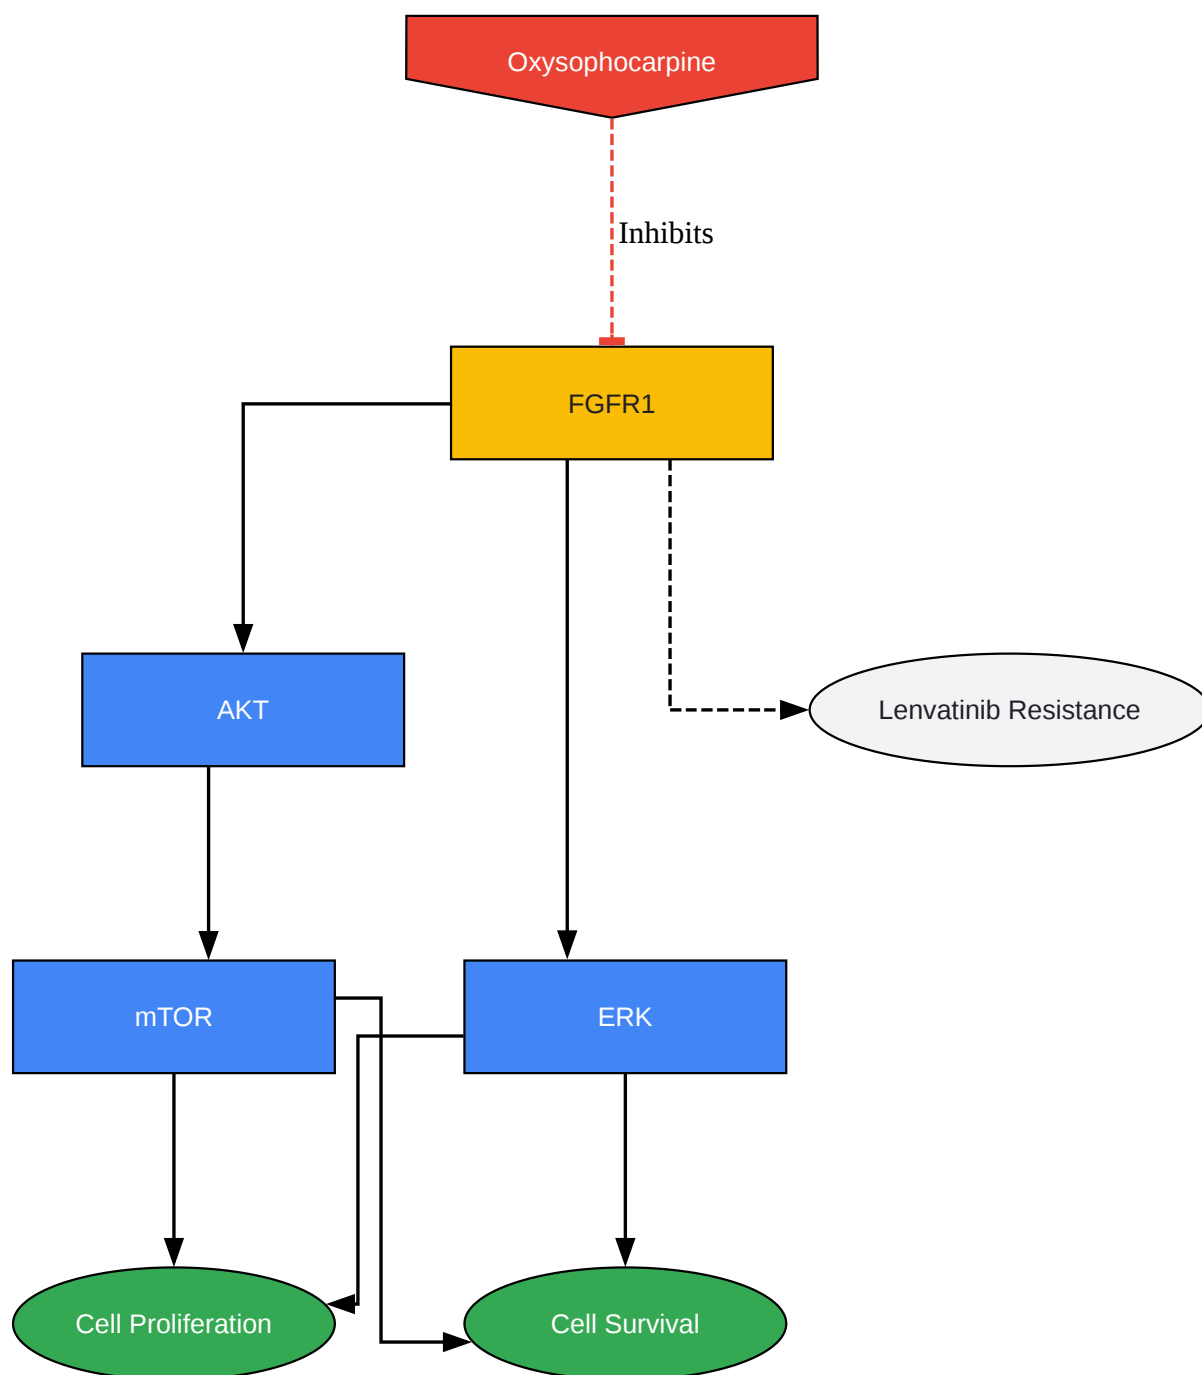 Oxysophocarpine
Inhibits
FGFR1
AKT
Lenvatinib Resistance
mTOR
ERK
Cell Proliferation
Cell Survival